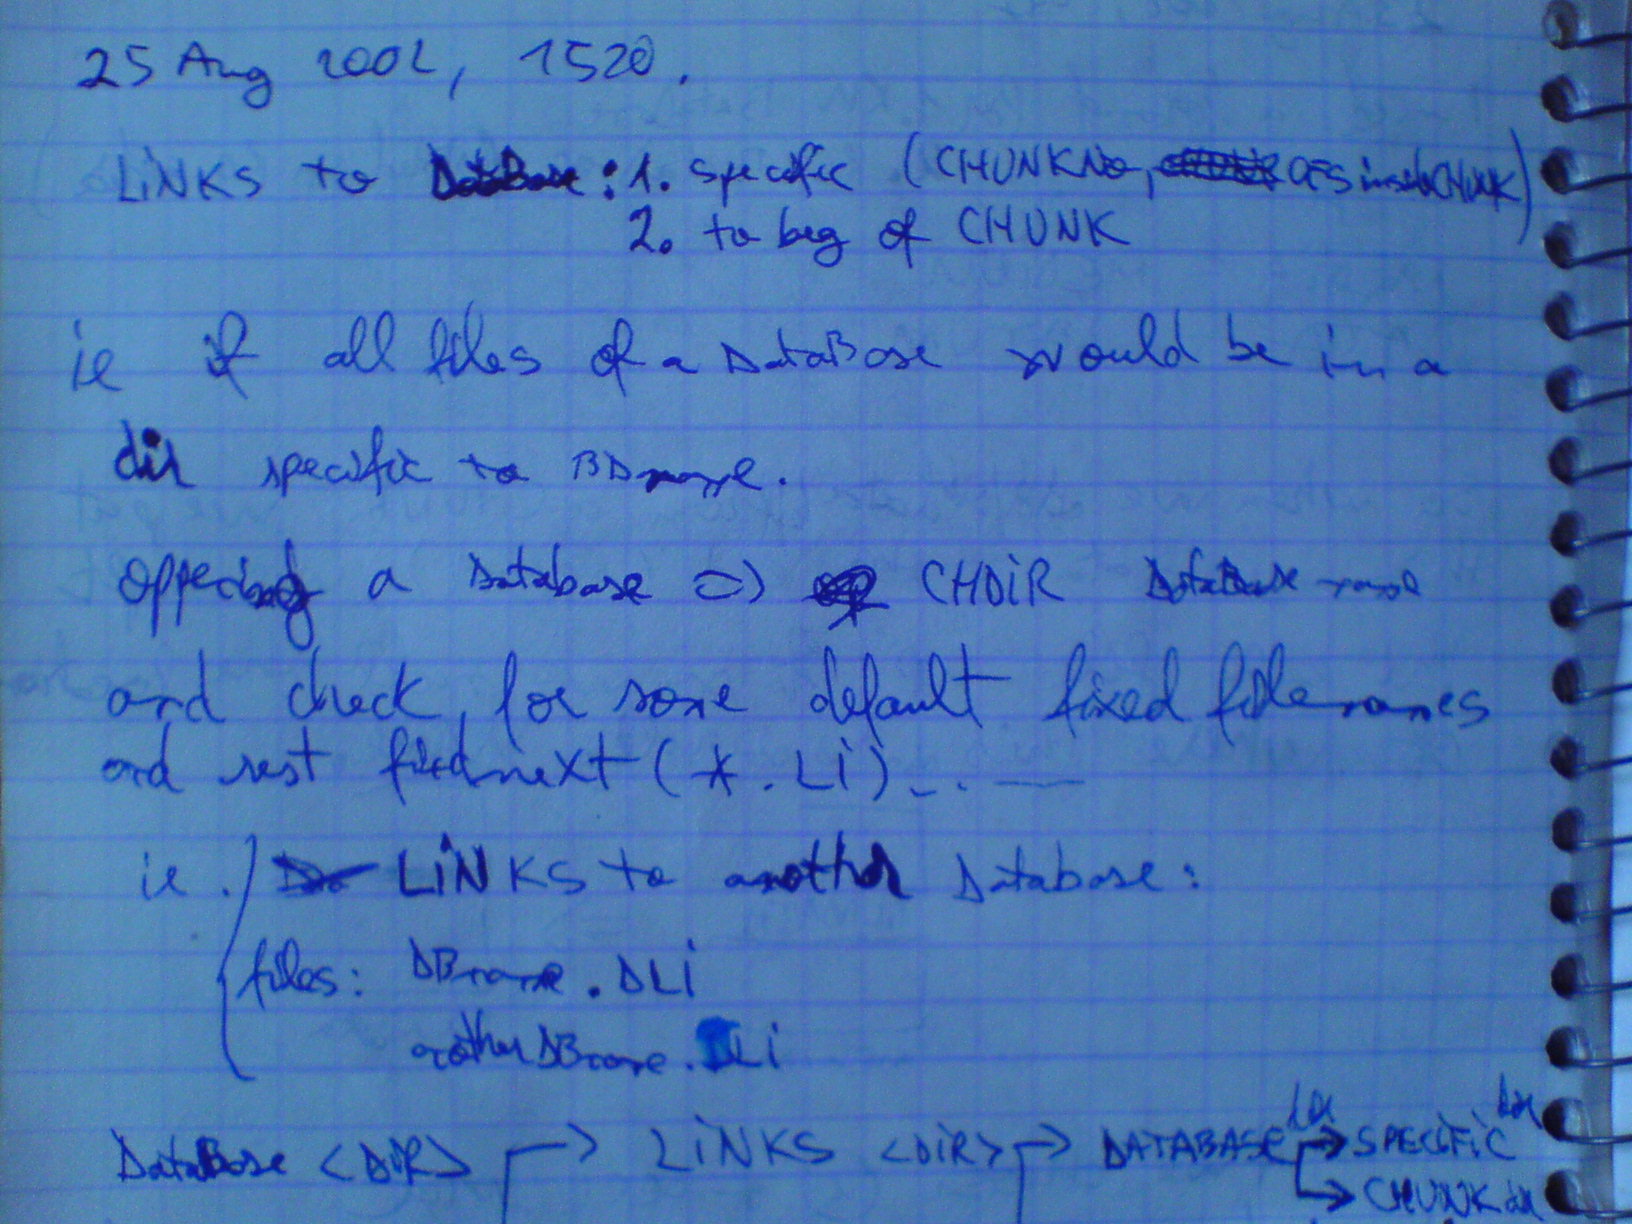 25 Aug 2002, 1520.
LiNKS to DataBase: 1. specific (CHUNKNo, OFS inside CHUNK)
2. to beg of CHUNK
ie if all files of a DataBase would be in a
dir specific to BDname.
a Database => CHDiR DataBase name
and check, for some default fixed filenames
and rest findnext (*.Li)...
ie. LiNKS to another Database:
files: DBname.DLi
another DBname.DLi
DataBase <DiR> → LiNKS <DiR> → DATABASE dir → SPECiFiC dir
→ CHUNK dir